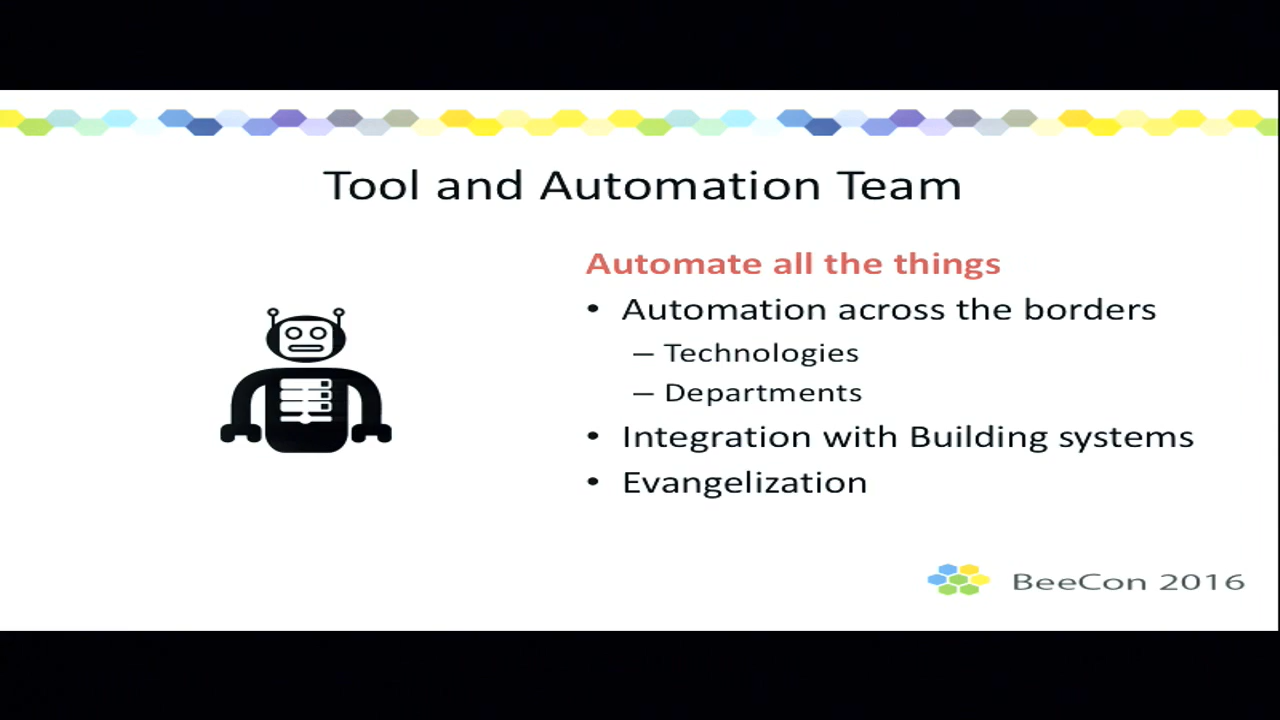 Tool and Automation Team
Automate all the things
• Automation across the borders
– Technologies
– Departments
• Integration with Building systems
• Evangelization
BeeCon 2016